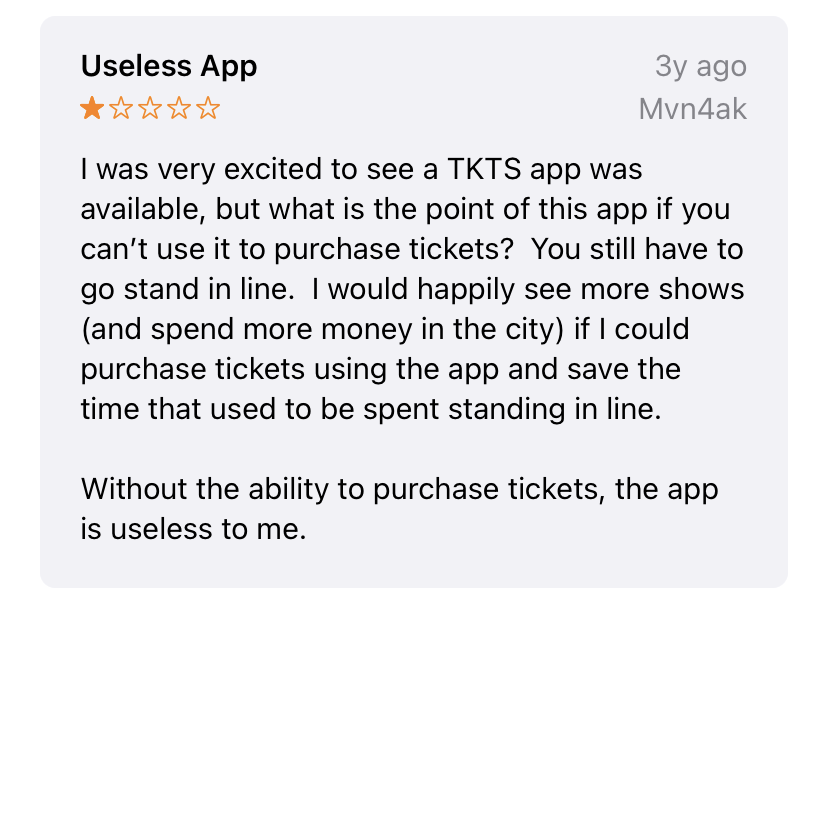 Useless App
3y ago
Mvn4ak
I was very excited to see a TKTS app was
available, but what is the point of this app if you
can’t use it to purchase tickets?  You still have to
go stand in line.  I would happily see more shows
(and spend more money in the city) if I could
purchase tickets using the app and save the
time that used to be spent standing in line.
Without the ability to purchase tickets, the app
is useless to me.